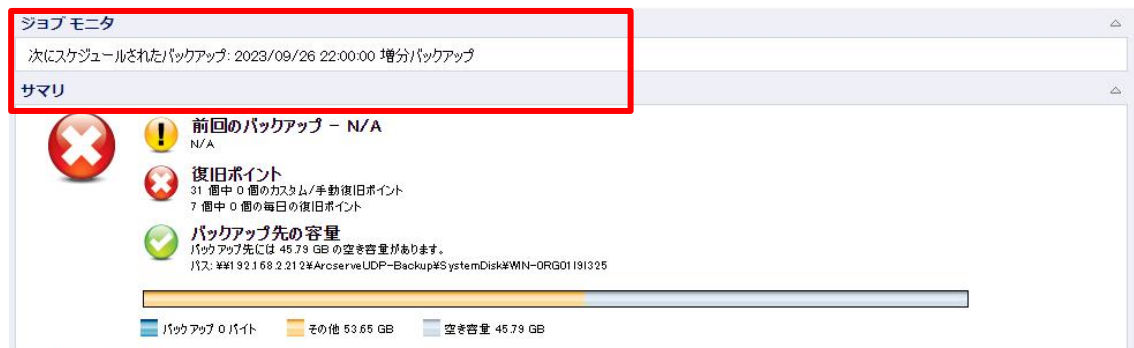 ジョブ モニタ
次にスケジュールされたバックアップ: 2023/09/26 22:00:00 増分バックアップ
サマリ
前回のバックアップ - N/A
N/A
復旧ポイント
31 個中 0 個のカスタム/手動復旧ポイント
7 個中 0 個の毎日の復旧ポイント
バックアップ先の容量
バックアップ先には 45.79 GB の空き容量があります。
パス: ¥¥192.168.2.212¥ArcserveUDP-Backup¥SystemDisk¥WIN-0RG01I9I325
バックアップ 0 バイト その他 53.65 GB 空き容量 45.79 GB